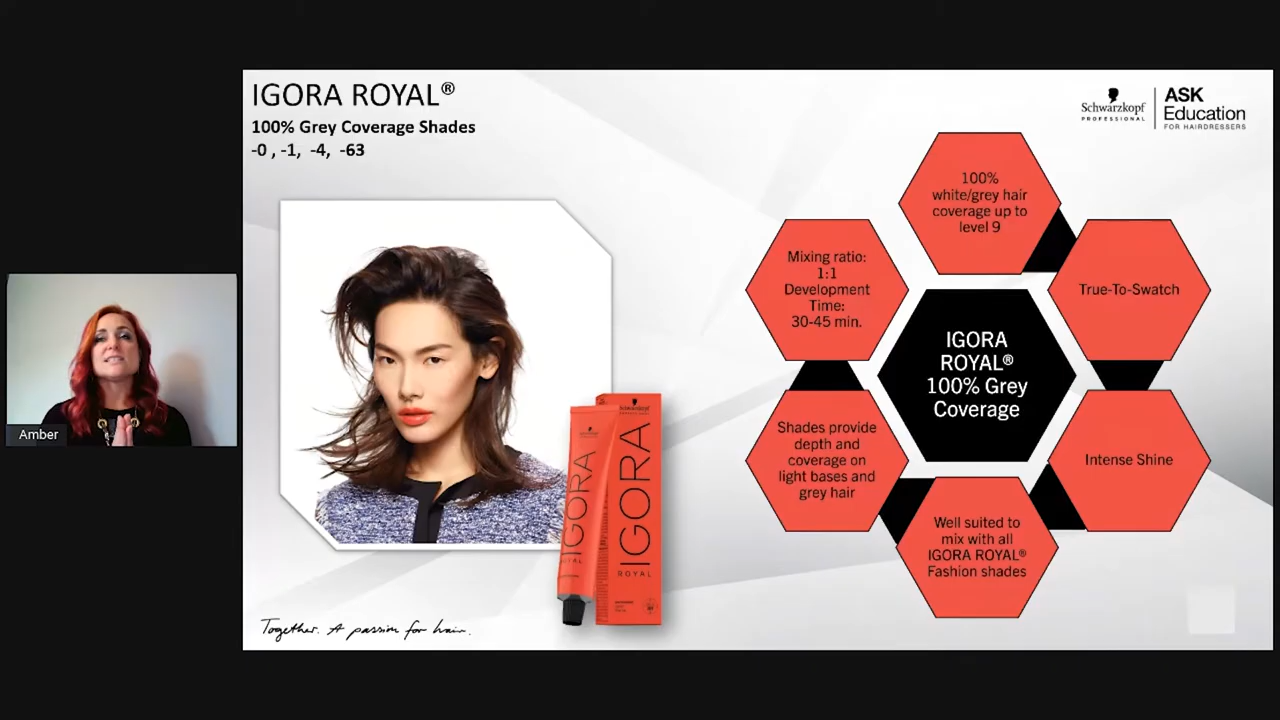 IGORA ROYAL®
100% Grey Coverage Shades
-0 , -1, -4, -63
Schwarzkopf
PROFESSIONAL
ASK
Education
FOR HAIRDRESSERS
100%
white/grey hair
coverage up to
level 9
Mixing ratio:
1:1
Development
Time:
30-45 min.
True-To-Swatch
IGORA
ROYAL®
100% Grey
Coverage
Shades provide
depth and
coverage on
light bases and
grey hair
Intense Shine
Well suited to
mix with all
IGORA ROYAL®
Fashion shades
Amber
IGORA
ROYAL
Schwarzkopf
IGORA
ROYAL
Together. A passion for hair.